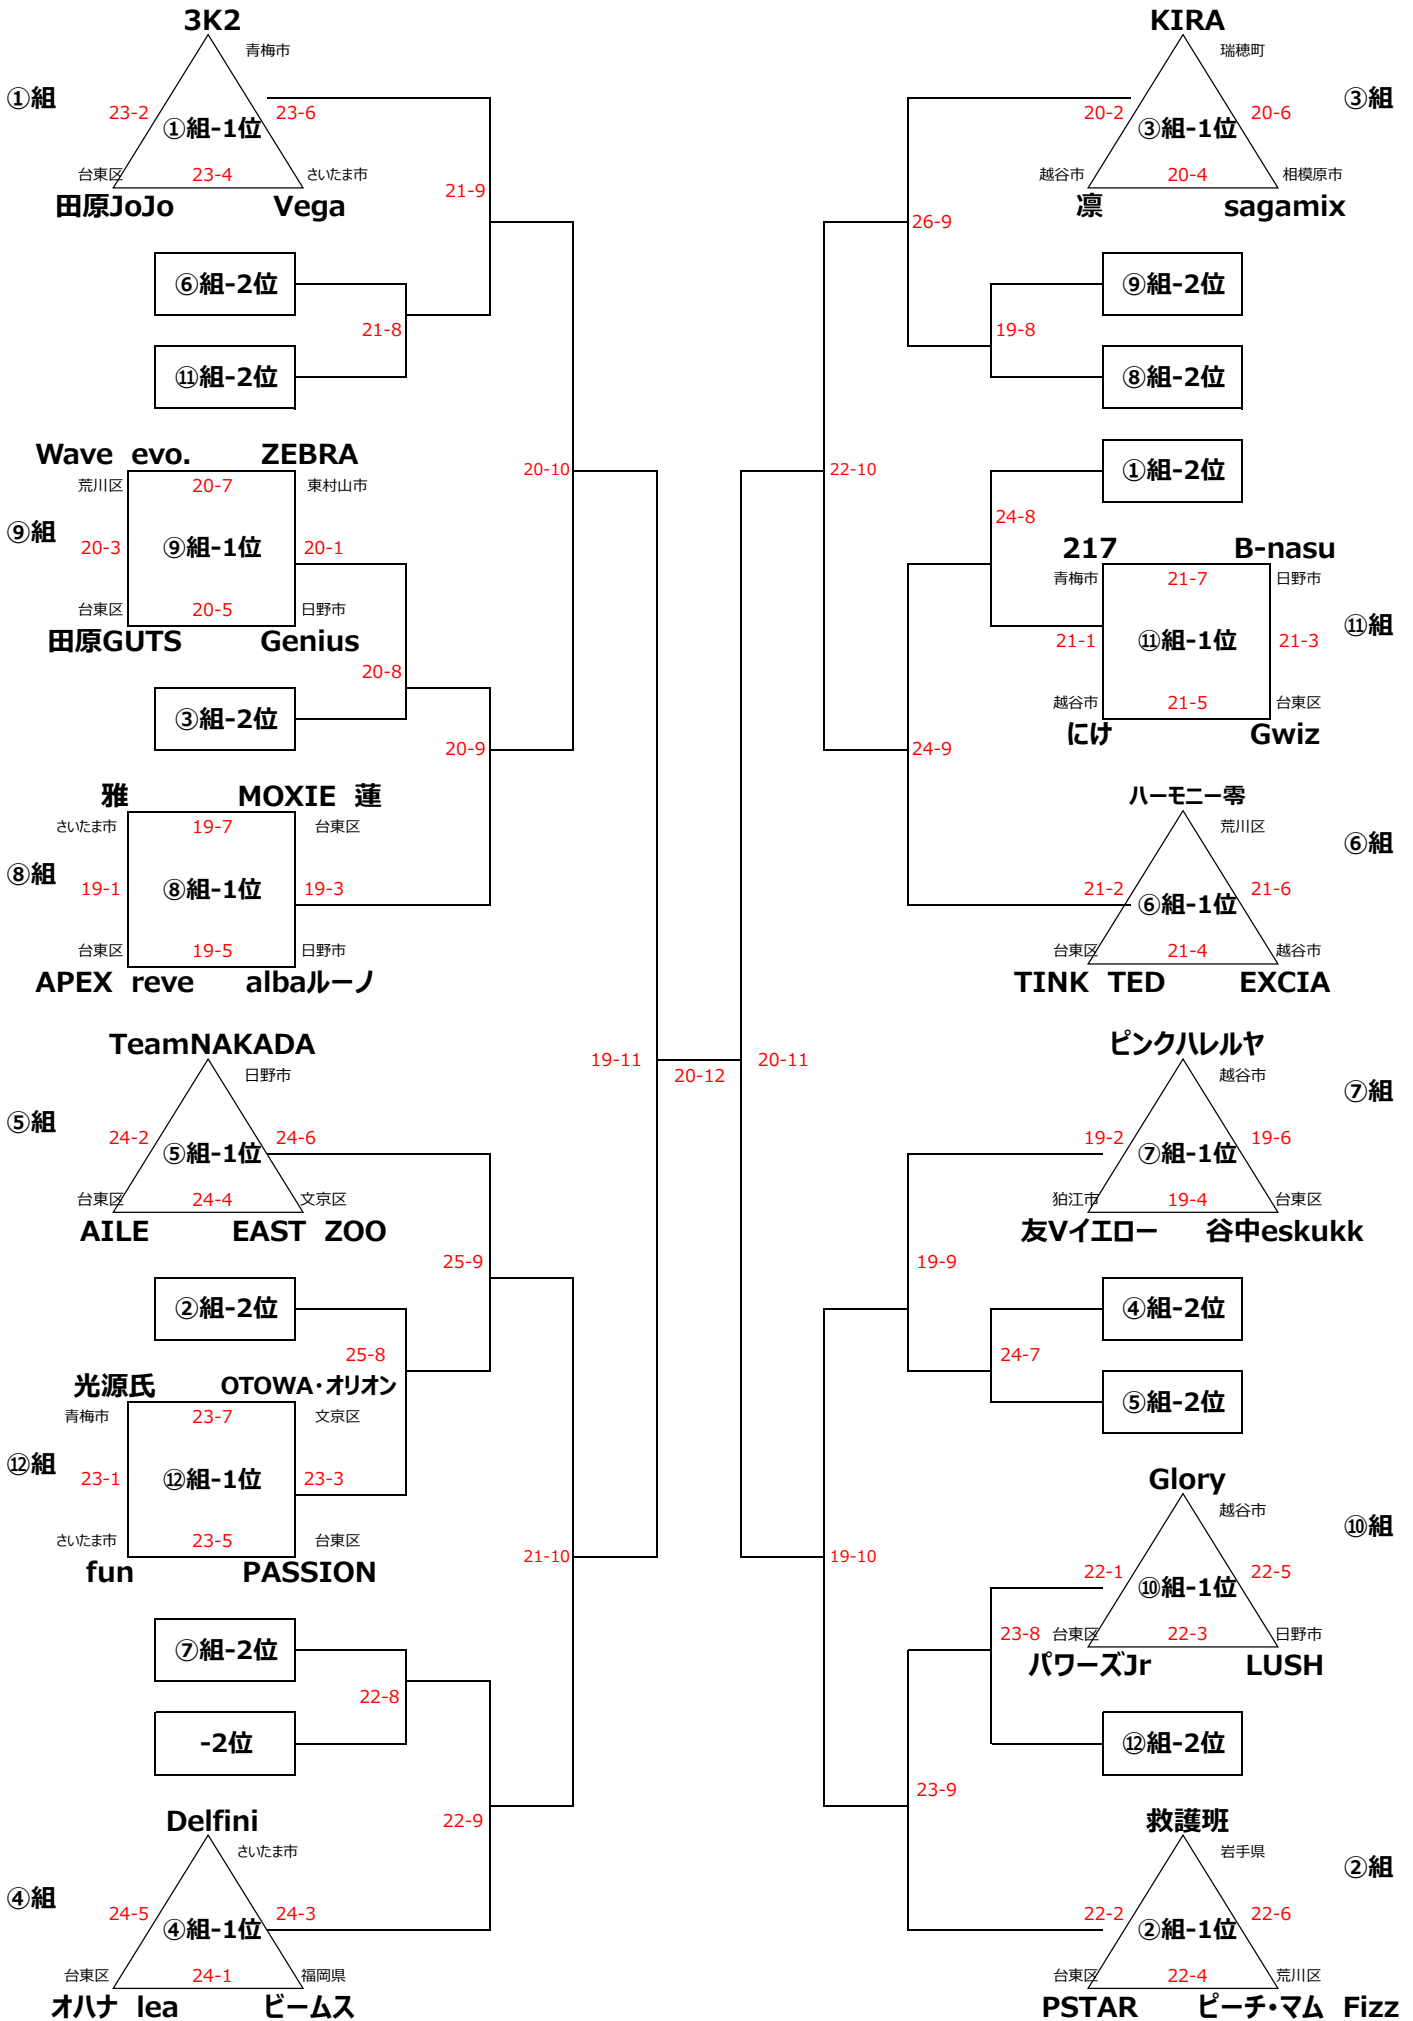 3K2
青梅市
①組
23-2
①組-1位
23-6
台東区
23-4
さいたま市
田原JoJo
Vega
21-9
⑥組-2位
21-8
⑪組-2位
Wave evo.
ZEBRA
荒川区
20-7
東村山市
⑨組
20-3
⑨組-1位
20-1
台東区
20-5
日野市
田原GUTS
Genius
20-8
③組-2位
20-9
20-10
雅
MOXIE 蓮
さいたま市
19-7
台東区
⑧組
19-1
⑧組-1位
19-3
台東区
19-5
日野市
APEX reve
albaルーノ
TeamNAKADA
日野市
⑤組
24-2
⑤組-1位
24-6
台東区
24-4
文京区
AILE
EAST ZOO
25-9
②組-2位
25-8
光源氏
OTOWA・オリオン
青梅市
23-7
文京区
⑫組
23-1
⑫組-1位
23-3
さいたま市
23-5
台東区
fun
PASSION
21-10
⑦組-2位
22-8
-2位
22-9
Delfini
さいたま市
④組
24-5
④組-1位
24-3
台東区
24-1
福岡県
オハナ lea
ビームス
19-11
20-12
20-11
KIRA
瑞穂町
③組
20-2
③組-1位
20-6
越谷市
20-4
相模原市
凛
sagamix
26-9
⑨組-2位
19-8
⑧組-2位
22-10
①組-2位
24-8
217
B-nasu
青梅市
21-7
日野市
⑪組
21-1
⑪組-1位
21-3
越谷市
21-5
台東区
にけ
Gwiz
24-9
ハーモニー零
荒川区
⑥組
21-2
⑥組-1位
21-6
台東区
21-4
越谷市
TINK TED
EXCIA
ピンクハレルヤ
越谷市
⑦組
19-2
⑦組-1位
19-6
狛江市
19-4
台東区
友Vイエロー
谷中eskukk
19-9
④組-2位
24-7
⑤組-2位
Glory
越谷市
⑩組
19-10
22-1
⑩組-1位
22-5
23-8
台東区
22-3
日野市
パワーズJr
LUSH
⑫組-2位
23-9
救護班
岩手県
②組
22-2
②組-1位
22-6
台東区
22-4
荒川区
PSTAR
ピーチ・マム Fizz